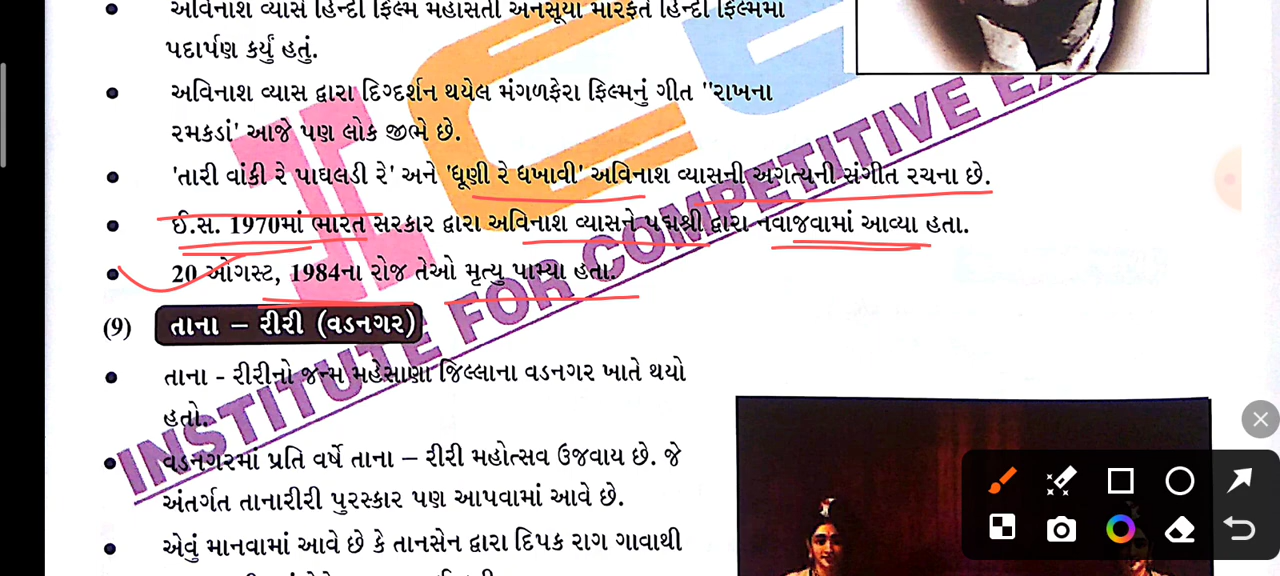 અવિનાશ વ્યાસે હિન્દી ફિલ્મ મહાસતી અનસૂયા મારફતે હિન્દી ફિલ્મમાં
પદાર્પણ કર્યું હતું.
અવિનાશ વ્યાસ દ્વારા દિગ્દર્શન થયેલ મંગળફેરા ફિલ્મનું ગીત "રાખના
રમકડાં' આજે પણ લોક જીભે છે.
'તારી વાંકી રે પાઘલડી રે' અને 'ધૂણી રે ધખાવી' અવિનાશ વ્યાસની અગત્યની સંગીત રચના છે.
ઈ.સ. 1970માં ભારત સરકાર દ્વારા અવિનાશ વ્યાસને પદ્મશ્રી દ્વારા નવાજવામાં આવ્યા હતા.
20 ઓગસ્ટ, 1984ના રોજ તેઓ મૃત્યુ પામ્યા હતા.
(9) તાના – રીરી (વડનગર)
તાના - રીરીનો જન્મ મહેસાણા જિલ્લાના વડનગર ખાતે થયો
હતો.
વડનગરમાં પ્રતિ વર્ષે તાના – રીરી મહોત્સવ ઉજવાય છે. જે
અંતર્ગત તાનારીરી પુરસ્કાર પણ આપવામાં આવે છે.
એવું માનવામાં આવે છે કે તાનસેન દ્વારા દિપક રાગ ગાવાથી
INSTITUTE FOR COMPETITIVE